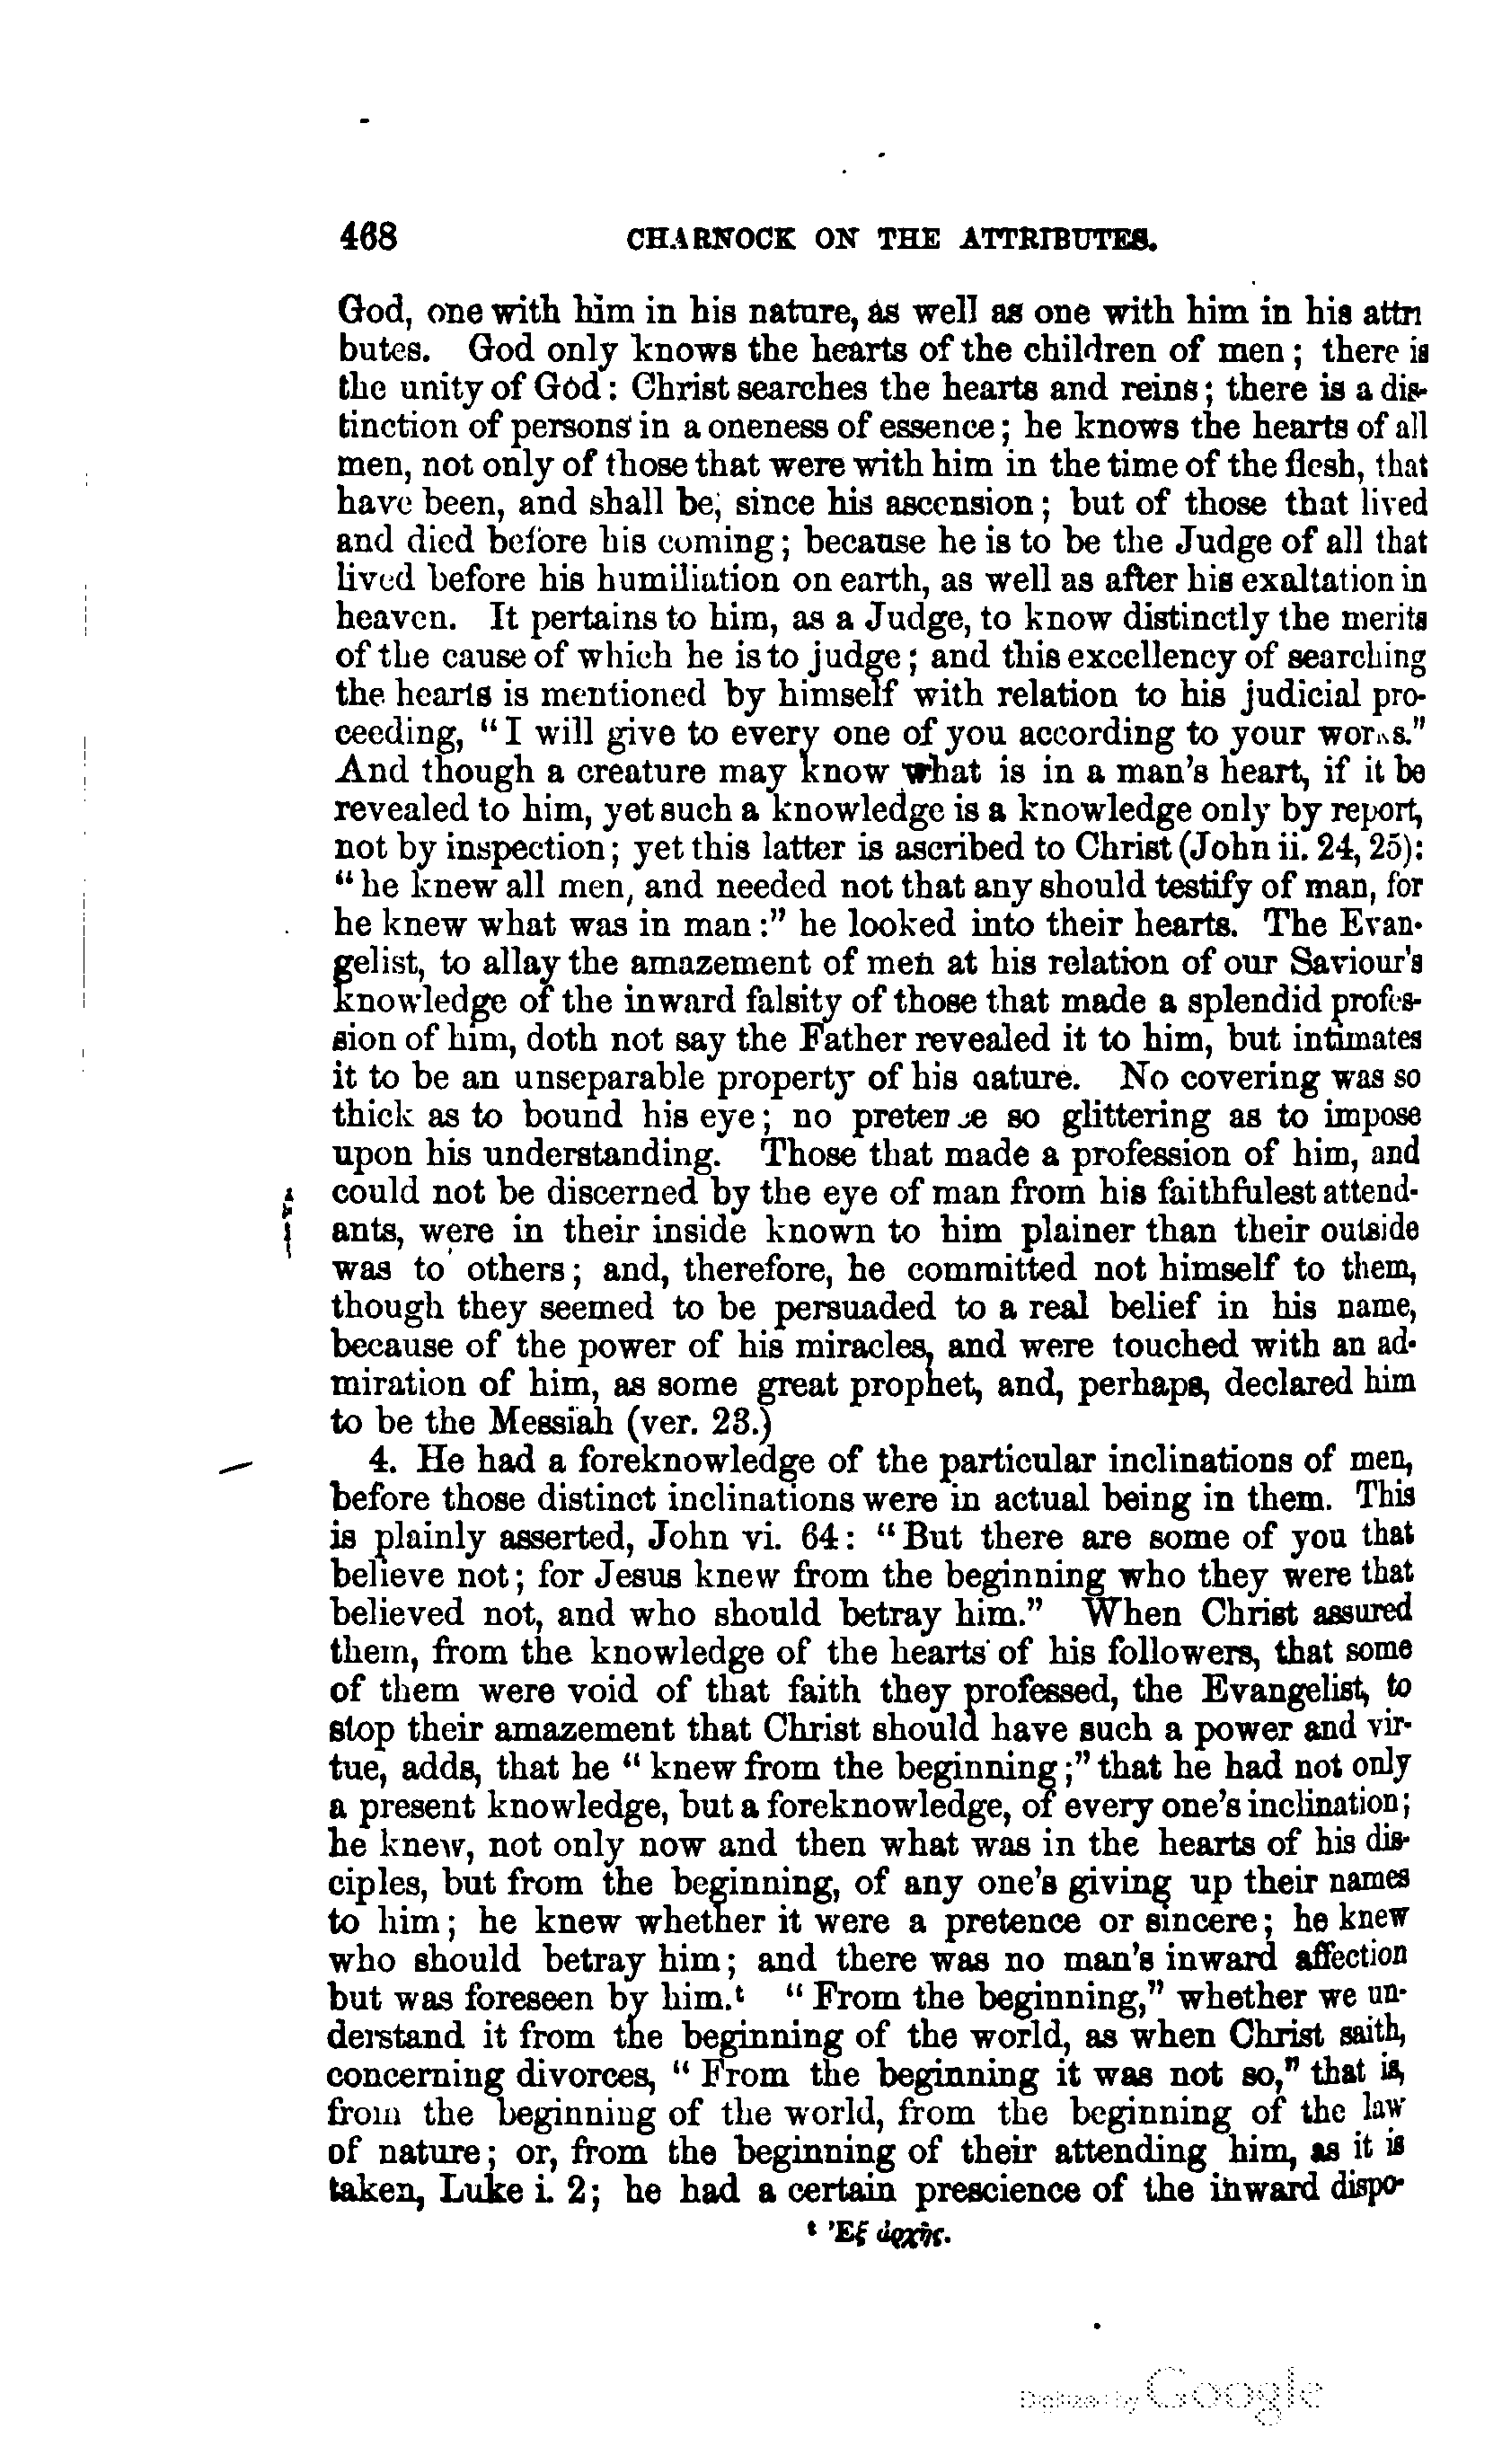 468 CHARNOCK ON THE ATTRIBUTES.
God, one with him in his nature, as well as one with him in his attri
butes. God only knows the hearts of the children of men; there is
the unity of God: Christ searches the hearts and reins; there is a dis-
tinction of persons in a oneness of essence; he knows the hearts of all
men, not only of those that were with him in the time of the flesh, that
have been, and shall be, since his ascension; but of those that lived
and died before his coming; because he is to be the Judge of all that
lived before his humiliation on earth, as well as after his exaltation in
heaven. It pertains to him, as a Judge, to know distinctly the merits
of the cause of which he is to judge; and this excellency of searching
the hearts is mentioned by himself with relation to his judicial pro-
ceeding, "I will give to every one of you according to your works."
And though a creature may know what is in a man's heart, if it be
revealed to him, yet such a knowledge is a knowledge only by report,
not by inspection; yet this latter is ascribed to Christ (John ii. 24, 25):
"he knew all men, and needed not that any should testify of man, for
he knew what was in man:" he looked into their hearts. The Evan-
gelist, to allay the amazement of men at his relation of our Saviour's
knowledge of the inward falsity of those that made a splendid profes-
sion of him, doth not say the Father revealed it to him, but intimates
it to be an unseparable property of his nature. No covering was so
thick as to bound his eye; no pretence so glittering as to impose
upon his understanding. Those that made a profession of him, and
could not be discerned by the eye of man from his faithfulest attend-
ants, were in their inside known to him plainer than their outside
was to others; and, therefore, he committed not himself to them,
though they seemed to be persuaded to a real belief in his name,
because of the power of his miracles, and were touched with an ad-
miration of him, as some great prophet, and, perhaps, declared him
to be the Messiah (ver. 23.)
4. He had a foreknowledge of the particular inclinations of men,
before those distinct inclinations were in actual being in them. This
is plainly asserted, John vi. 64: "But there are some of you that
believe not; for Jesus knew from the beginning who they were that
believed not, and who should betray him." When Christ assured
them, from the knowledge of the hearts of his followers, that some
of them were void of that faith they professed, the Evangelist, to
stop their amazement that Christ should have such a power and vir-
tue, adds, that he "knew from the beginning;" that he had not only
a present knowledge, but a foreknowledge, of every one's inclination;
he knew, not only now and then what was in the hearts of his dis-
ciples, but from the beginning, of any one's giving up their names
to him; he knew whether it were a pretence or sincere; he knew
who should betray him; and there was no man's inward affection
but was foreseen by him.ᵗ "From the beginning," whether we un-
derstand it from the beginning of the world, as when Christ saith,
concerning divorces, "From the beginning it was not so," that is,
from the beginning of the world, from the beginning of the law
of nature; or, from the beginning of their attending him, as it is
taken, Luke i. 2; he had a certain prescience of the inward dispo-
ᵗ Ἐξ ἀρχῆς.
Digitized by Google